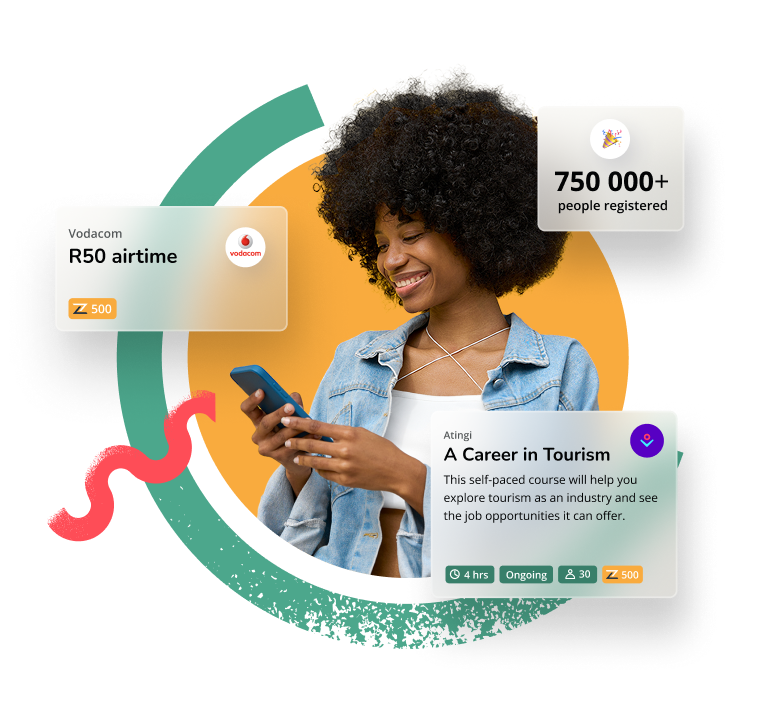 750 000+
people registered
Vodacom
R50 airtime
vodacom
500
Atingi
A Career in Tourism
This self-paced course will help you
explore tourism as an industry and see
the job opportunities it can offer.
4 hrs
Ongoing
30
500